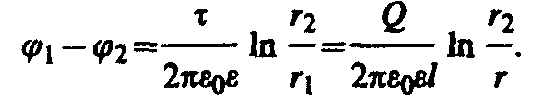 φ₁ − φ₂ = τ/(2πε₀ε) ln r₂/r₁ = Q/(2πε₀εl) ln r₂/r.